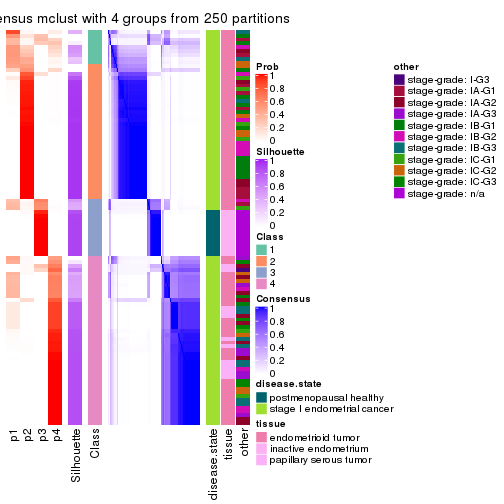 ensus mclust with 4 groups from 250 partitions
Prob
1
0.8
0.6
0.4
0.2
0
Silhouette
1
0.8
0.6
0.4
0.2
0
Class
1
2
3
4
Consensus
1
0.8
0.6
0.4
0.2
0
disease.state
postmenopausal healthy
stage I endometrial cancer
tissue
endometrioid tumor
inactive endometrium
papillary serous tumor
other
stage-grade: I-G3
stage-grade: IA-G1
stage-grade: IA-G2
stage-grade: IA-G3
stage-grade: IB-G1
stage-grade: IB-G2
stage-grade: IB-G3
stage-grade: IC-G1
stage-grade: IC-G2
stage-grade: IC-G3
stage-grade: n/a
p1
p2
p3
p4
Silhouette
Class
disease.state
tissue
other